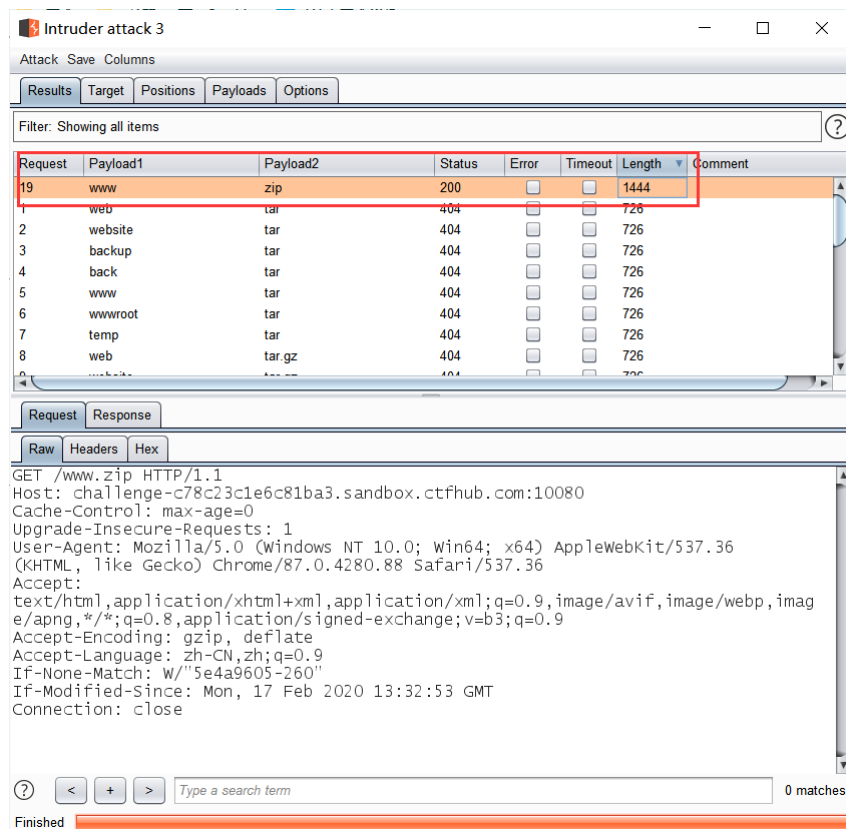 Intruder attack 3
Attack Save Columns
Results Target Positions Payloads Options
Filter: Showing all items
?
Request Payload1 Payload2 Status Error Timeout Length Comment
19 www zip 200 1444
1 web tar 404 726
2 website tar 404 726
3 backup tar 404 726
4 back tar 404 726
5 www tar 404 726
6 wwwroot tar 404 726
7 temp tar 404 726
8 web tar.gz 404 726
Request Response
Raw Headers Hex
GET /www.zip HTTP/1.1
Host: challenge-c78c23c1e6c81ba3.sandbox.ctfhub.com:10080
Cache-Control: max-age=0
Upgrade-Insecure-Requests: 1
User-Agent: Mozilla/5.0 (Windows NT 10.0; Win64; x64) AppleWebKit/537.36
(KHTML, like Gecko) Chrome/87.0.4280.88 Safari/537.36
Accept:
text/html,application/xhtml+xml,application/xml;q=0.9,image/avif,image/webp,imag
e/apng,*/*;q=0.8,application/signed-exchange;v=b3;q=0.9
Accept-Encoding: gzip, deflate
Accept-Language: zh-CN,zh;q=0.9
If-None-Match: W/"5e4a9605-260"
If-Modified-Since: Mon, 17 Feb 2020 13:32:53 GMT
Connection: close
? < + > Type a search term 0 matches
Finished